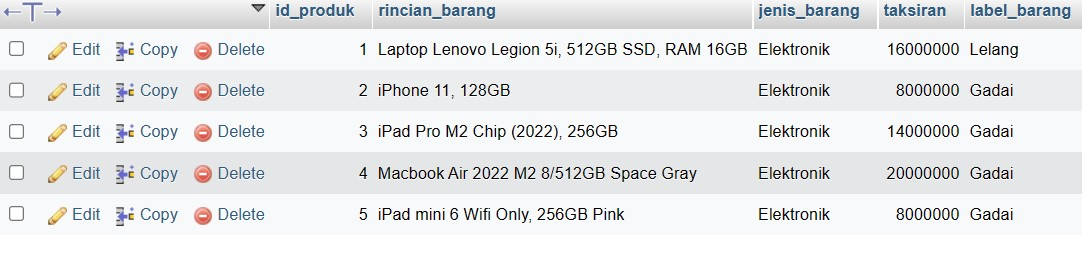 ←T→ id_produk rincian_barang jenis_barang taksiran label_barang
Edit Copy Delete 1 Laptop Lenovo Legion 5i, 512GB SSD, RAM 16GB Elektronik 16000000 Lelang
Edit Copy Delete 2 iPhone 11, 128GB Elektronik 8000000 Gadai
Edit Copy Delete 3 iPad Pro M2 Chip (2022), 256GB Elektronik 14000000 Gadai
Edit Copy Delete 4 Macbook Air 2022 M2 8/512GB Space Gray Elektronik 20000000 Gadai
Edit Copy Delete 5 iPad mini 6 Wifi Only, 256GB Pink Elektronik 8000000 Gadai